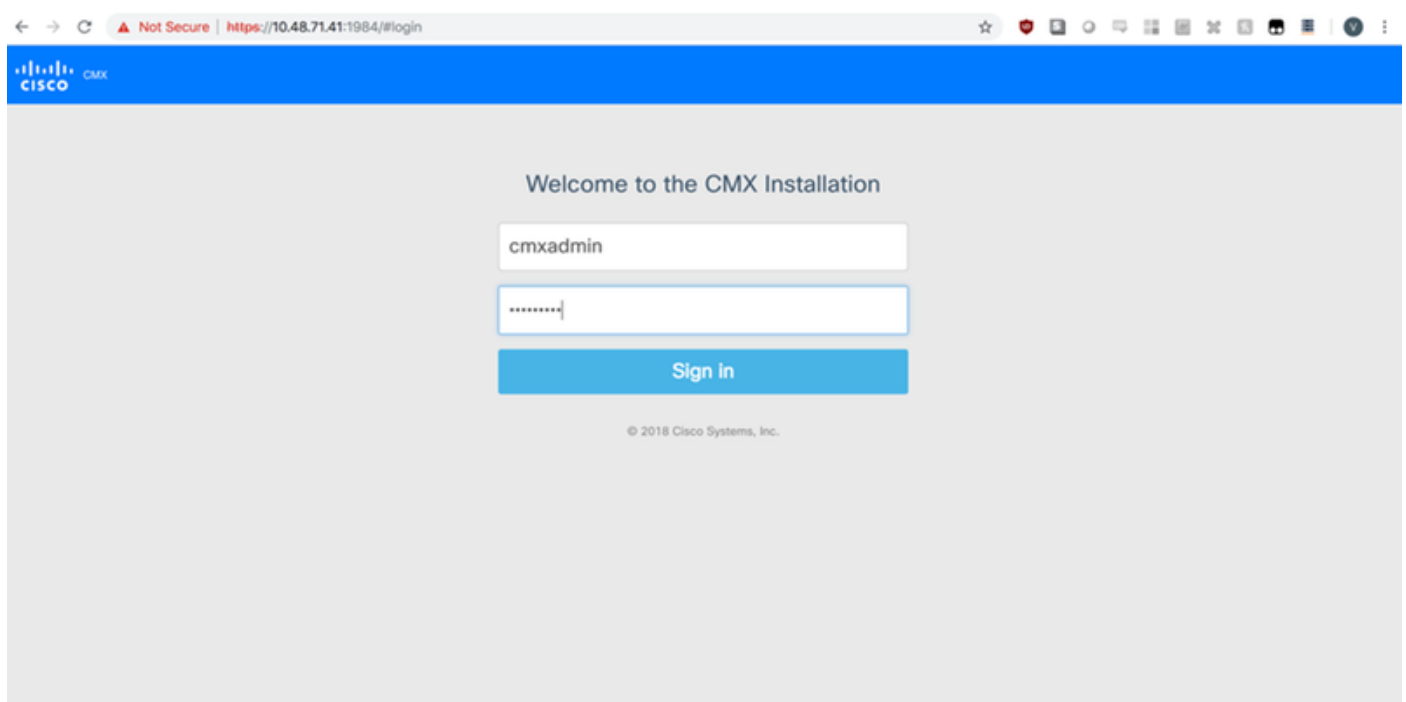 Not Secure | https://10.48.71.41:1984/#login
V
CISCO CMX
Welcome to the CMX Installation
cmxadmin
•••••••••
Sign in
© 2018 Cisco Systems, Inc.